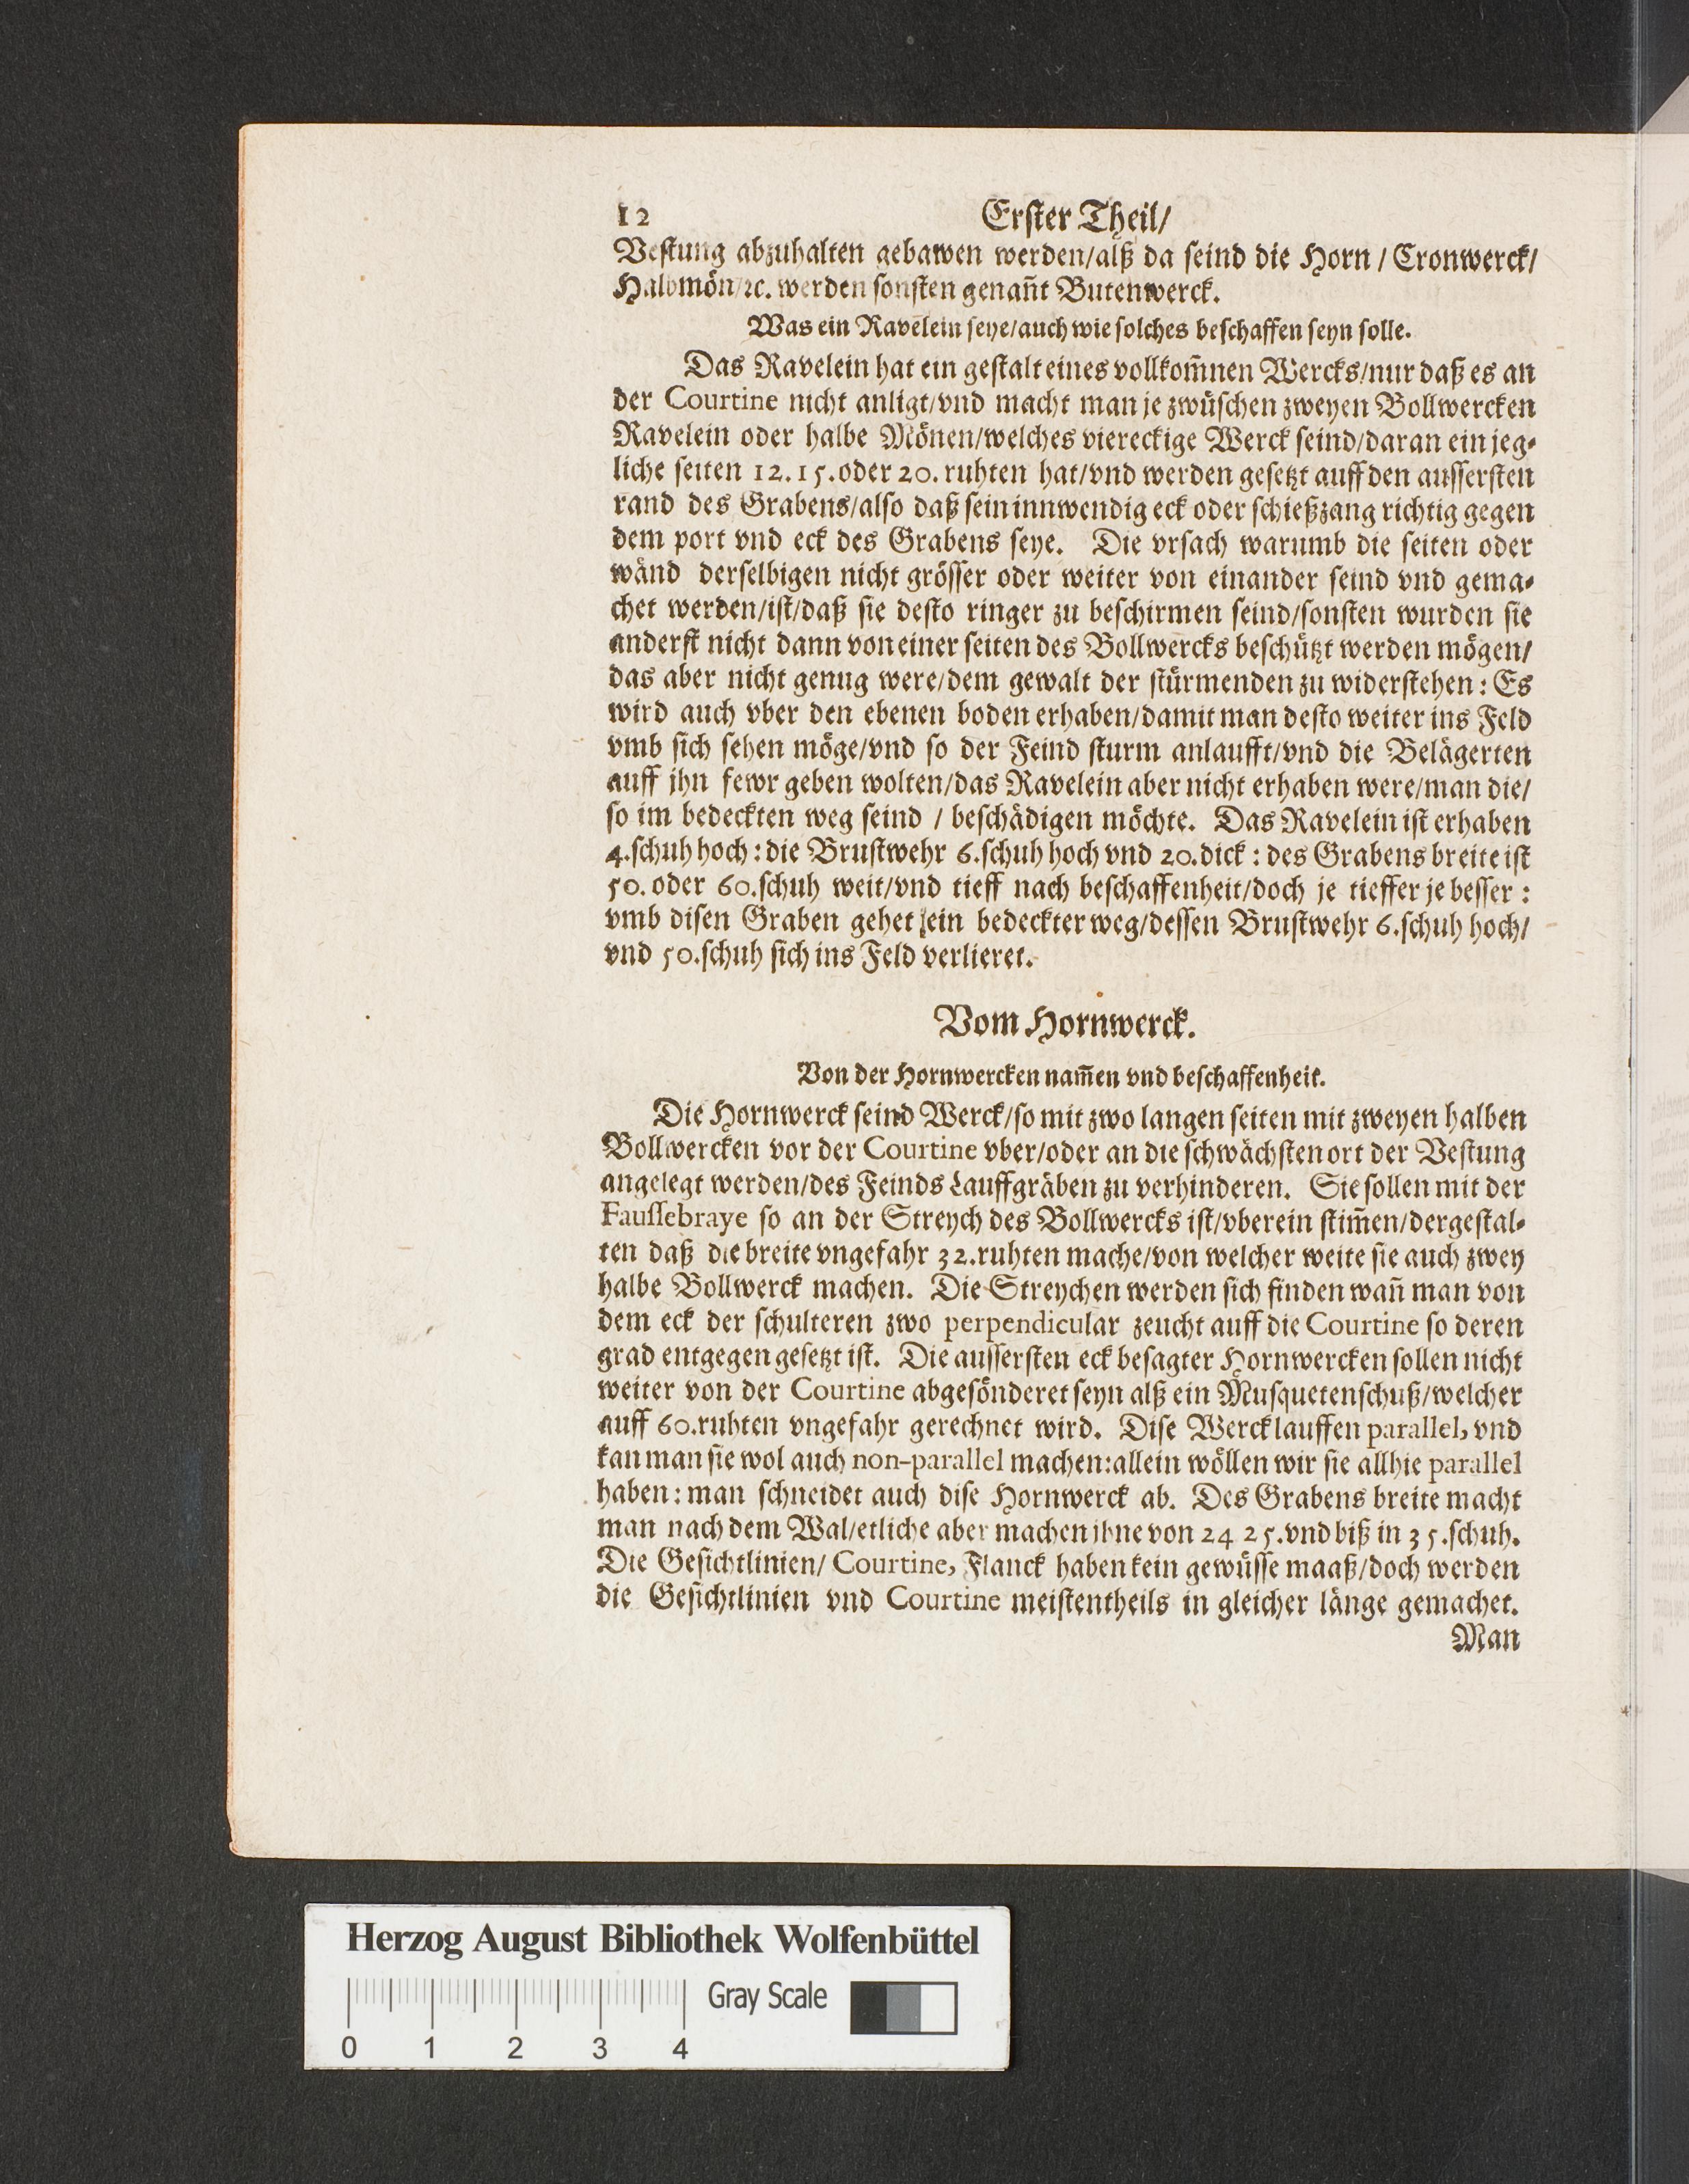 12 Erſter Theil/
Veſtung abzuhalten gebawen werden/alß da ſeind die Horn / Cronwerck/
Halbmön/ꝛc. werden ſonſten genañt Butenwerck.
Was ein Ravelein ſeye/auch wie ſolches beſchaffen ſeyn ſolle.
Das Ravelein hat ein geſtalt eines vollkom̃nen Wercks/nur daß es an
der Courtine nicht anligt/vnd macht man je zwüſchen zweyen Bollwercken
Ravelein oder halbe Mönen/welches viereckige Werck ſeind/daran ein jeg⸗
liche ſeiten 12. 15. oder 20. ruhten hat/vnd werden geſetzt auff den auſſerſten
rand des Grabens/alſo daß ſein innwendig eck oder ſchießzang richtig gegen
dem port vnd eck des Grabens ſeye. Die vrſach warumb die ſeiten oder
wänd derſelbigen nicht gröſſer oder weiter von einander ſeind vnd gema⸗
chet werden/iſt/daß ſie deſto ringer zu beſchirmen ſeind/ſonſten wurden ſie
anderſt nicht dann von einer ſeiten des Bollwercks beſchützt werden mögen/
das aber nicht genug were/dem gewalt der ſtürmenden zu widerſtehen: Es
wird auch vber den ebenen boden erhaben/damit man deſto weiter ins Feld
vmb ſich ſehen möge/vnd ſo der Feind ſturm anlaufft/vnd die Belägerten
auff jhn fewr geben wolten/das Ravelein aber nicht erhaben were/man die/
ſo im bedeckten weg ſeind / beſchädigen möchte. Das Ravelein iſt erhaben
4. ſchuh hoch: die Bruſtwehr 6. ſchuh hoch vnd 20. dick: des Grabens breite iſt
50. oder 60. ſchuh weit/vnd tieff nach beſchaffenheit/doch je tieffer je beſſer:
vmb diſen Graben gehet ein bedeckter weg/deſſen Bruſtwehr 6. ſchuh hoch/
vnd 50. ſchuh ſich ins Feld verlieret.
Vom Hornwerck.
Von der Hornwercken nam̃en vnd beſchaffenheit.
Die Hornwerck ſeind Werck/ſo mit zwo langen ſeiten mit zweyen halben
Bollwercken vor der Courtine vber/oder an die ſchwächſten ort der Veſtung
angelegt werden/des Feinds Lauffgräben zu verhinderen. Sie ſollen mit der
Fauſſebraye ſo an der Streych des Bollwercks iſt/vberein ſtim̃en/dergeſtal⸗
ten daß die breite vngefahr 32. ruhten mache/von welcher weite ſie auch zwey
halbe Bollwerck machen. Die Streychen werden ſich finden wañ man von
dem eck der ſchulteren zwo perpendicular zeucht auff die Courtine ſo deren
grad entgegen geſetzt iſt. Die auſſerſten eck beſagter Hornwercken ſollen nicht
weiter von der Courtine abgeſönderet ſeyn alß ein Muſquetenſchuß/welcher
auff 60. ruhten vngefahr gerechnet wird. Diſe Werck lauffen parallel, vnd
kan man ſie wol auch non-parallel machen: allein wöllen wir ſie allhie parallel
haben: man ſchneidet auch diſe Hornwerck ab. Des Grabens breite macht
man nach dem Wal/etliche aber machen ihne von 24 25. vnd biß in 35. ſchuh.
Die Geſichtlinien/ Courtine, Flanck haben kein gewüſſe maaß/doch werden
die Geſichtlinien vnd Courtine meiſtentheils in gleicher länge gemachet.
Man
Herzog August Bibliothek Wolfenbüttel
Gray Scale
0 1 2 3 4